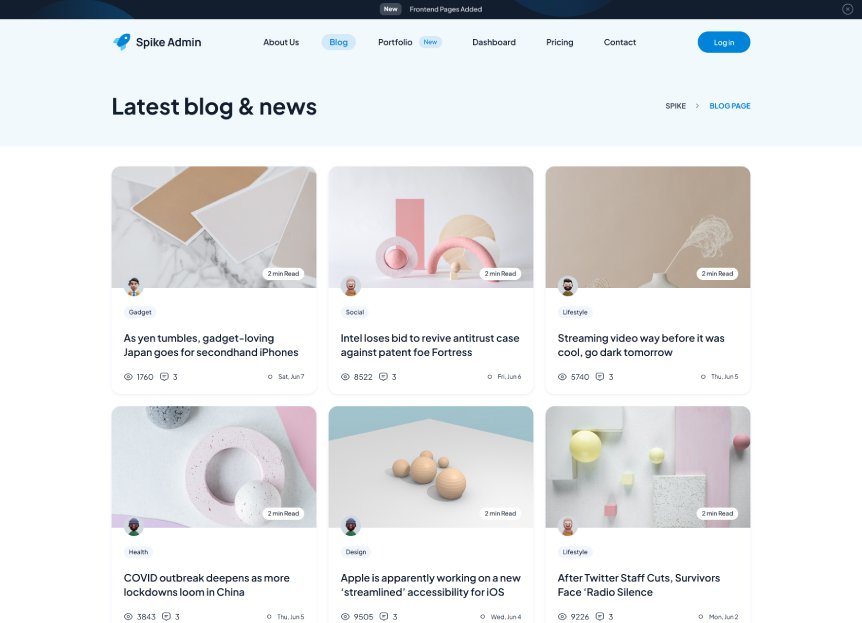 New Frontend Pages Added
Spike Admin About Us Blog Portfolio New Dashboard Pricing Contact Log in
Latest blog & news
SPIKE > BLOG PAGE
2 min Read
Gadget
As yen tumbles, gadget-loving
Japan goes for secondhand iPhones
1760 3 Sat, Jun 7
2 min Read
Social
Intel loses bid to revive antitrust case
against patent foe Fortress
8522 3 Fri, Jun 6
2 min Read
Lifestyle
Streaming video way before it was
cool, go dark tomorrow
5740 3 Thu, Jun 5
2 min Read
Health
COVID outbreak deepens as more
lockdowns loom in China
3843 3 Thu, Jun 5
2 min Read
Design
Apple is apparently working on a new
‘streamlined’ accessibility for iOS
9505 3 Wed, Jun 4
2 min Read
Lifestyle
After Twitter Staff Cuts, Survivors
Face ‘Radio Silence
9226 3 Mon, Jun 2